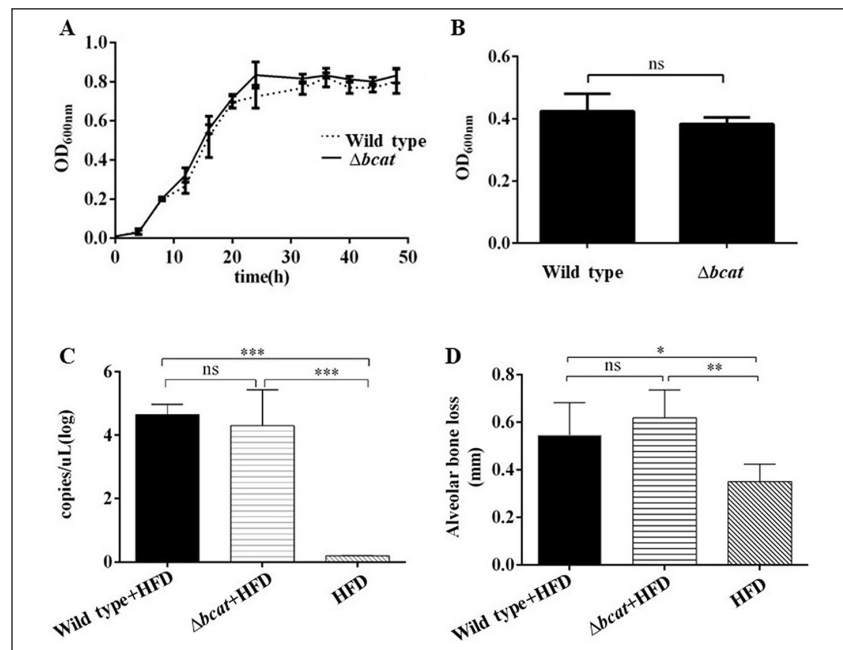 A
OD600nm
1.0
0.8
0.6
0.4
0.2
0.0
0 10 20 30 40 50
time(h)
Wild type
Δbcat
B
OD600nm
0.6
0.4
0.2
0.0
ns
Wild type Δbcat
C
copies/uL(log)
6
4
2
0
***
ns ***
Wild type+HFD Δbcat+HFD HFD
D
Alveolar bone loss
(mm)
0.8
0.6
0.4
0.2
0.0
*
ns **
Wild type+HFD Δbcat+HFD HFD